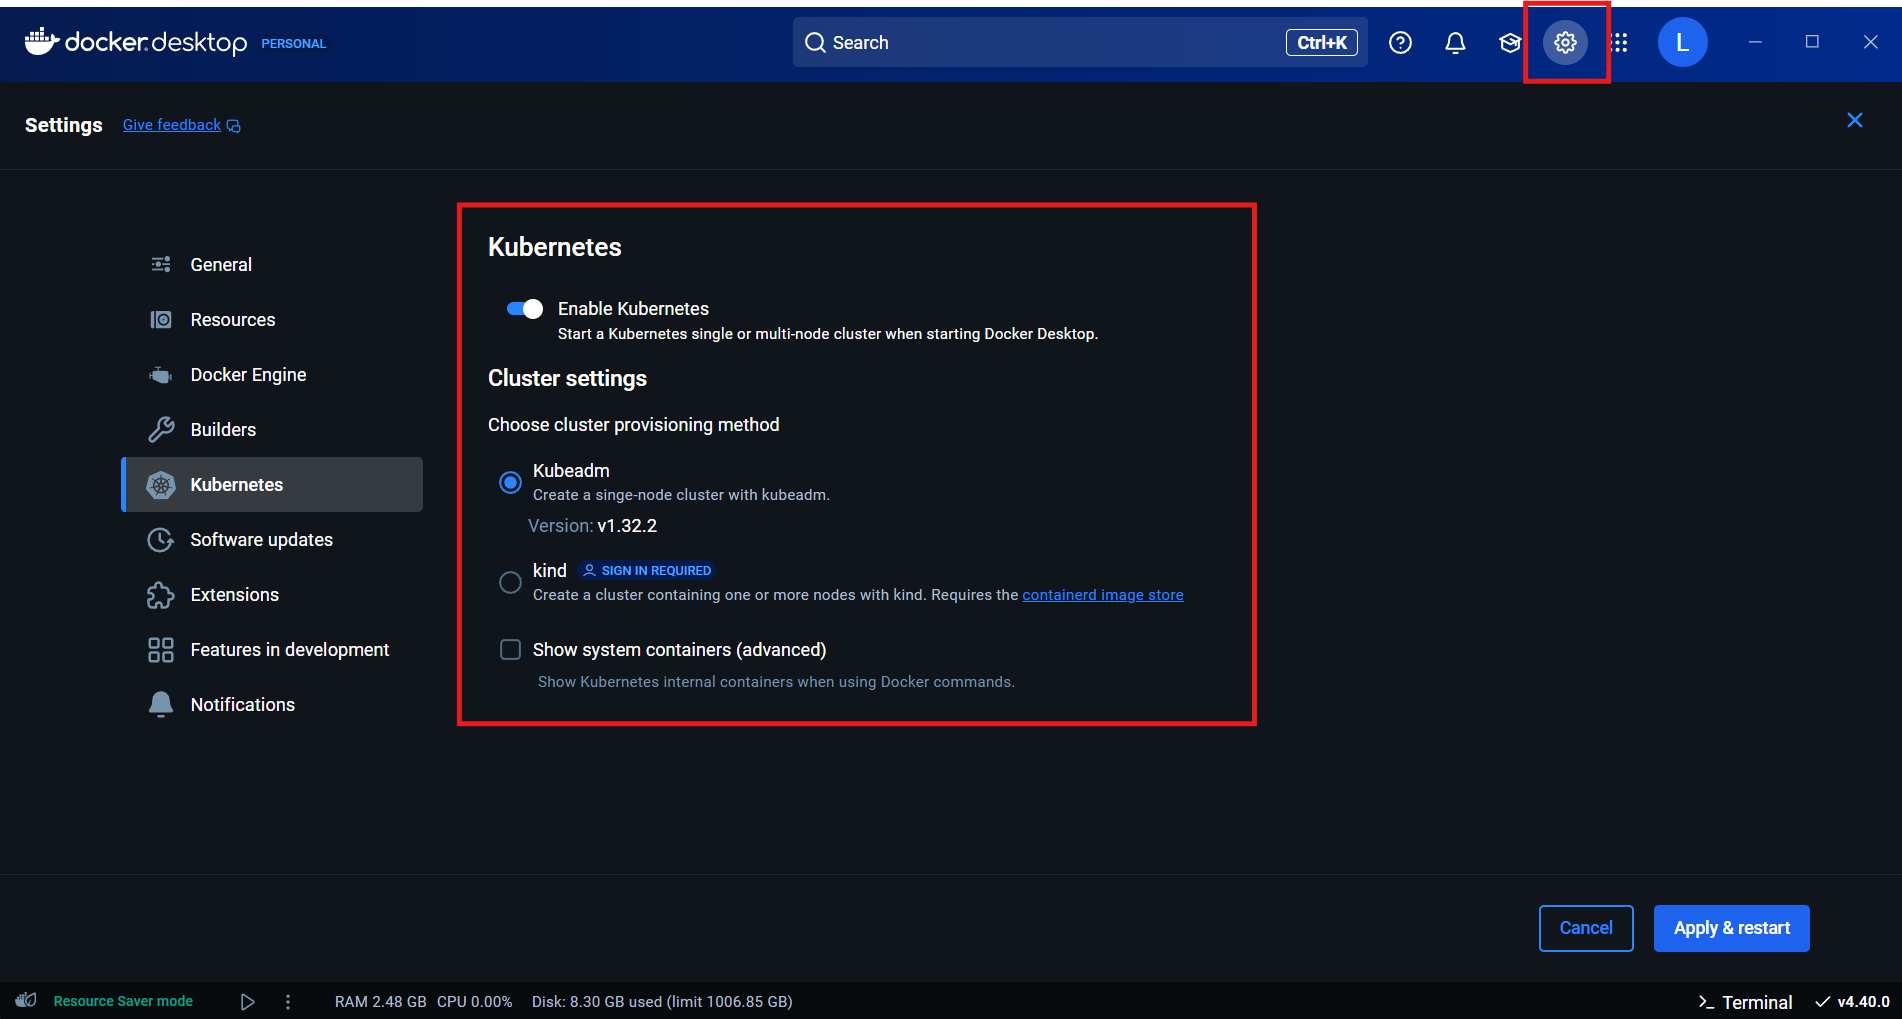 docker desktop PERSONAL
Search
Ctrl+K
L
Settings
Give feedback
General
Resources
Docker Engine
Builders
Kubernetes
Software updates
Extensions
Features in development
Notifications
Kubernetes
Enable Kubernetes
Start a Kubernetes single or multi-node cluster when starting Docker Desktop.
Cluster settings
Choose cluster provisioning method
Kubeadm
Create a singe-node cluster with kubeadm.
Version: v1.32.2
kind SIGN IN REQUIRED
Create a cluster containing one or more nodes with kind. Requires the containerd image store
Show system containers (advanced)
Show Kubernetes internal containers when using Docker commands.
Cancel
Apply & restart
Resource Saver mode
RAM 2.48 GB CPU 0.00% Disk: 8.30 GB used (limit 1006.85 GB)
Terminal
v4.40.0